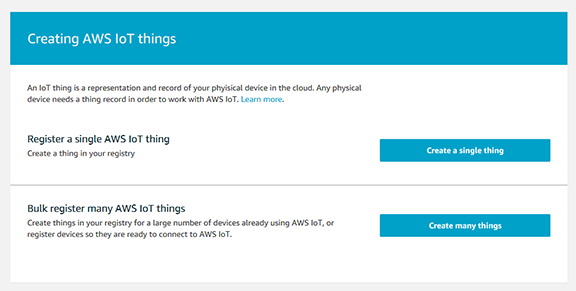 Creating AWS IoT things
An IoT thing is a representation and record of your phyisical device in the cloud. Any physical
device needs a thing record in order to work with AWS IoT. Learn more.
Register a single AWS IoT thing
Create a thing in your registry
Create a single thing
Bulk register many AWS IoT things
Create things in your registry for a large number of devices already using AWS IoT, or
register devices so they are ready to connect to AWS IoT.
Create many things